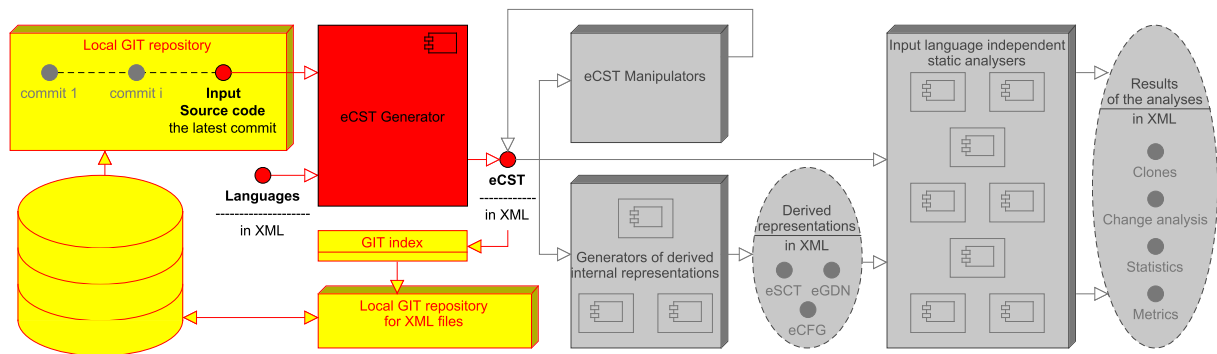 Local GIT repository
commit 1
commit i
Input
Source code
the latest commit
Languages
in XML
eCST Generator
eCST
in XML
GIT index
Local GIT repository
for XML files
eCST Manipulators
Generators of derived
internal representations
Derived
representations
in XML
eSCT
eGDN
eCFG
Input language independent
static analysers
Results
of the analyses
in XML
Clones
Change analysis
Statistics
Metrics